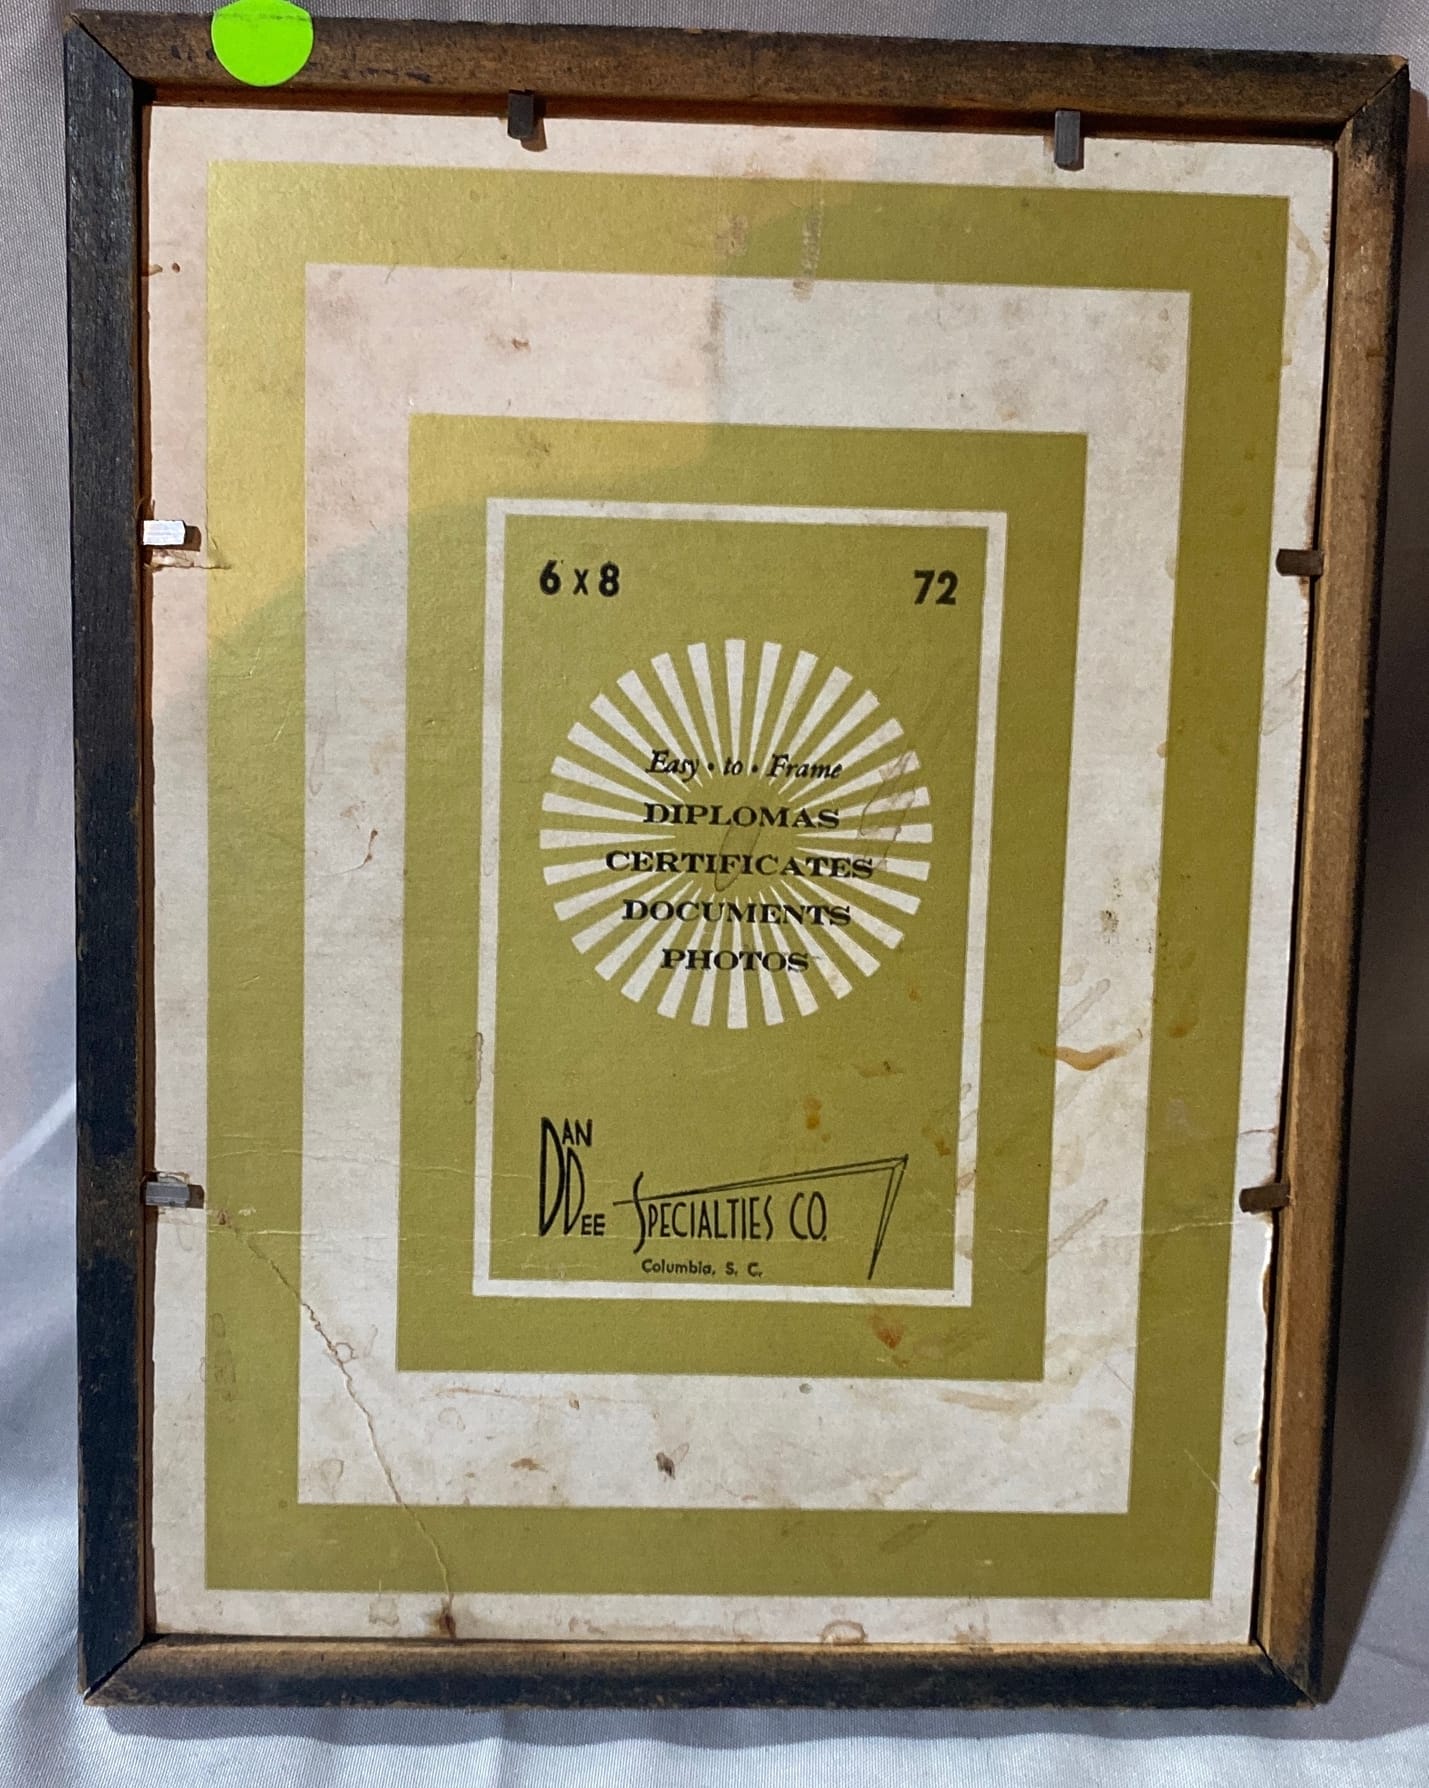 6 x 8 72
Easy • to • Frame
DIPLOMAS
CERTIFICATES
DOCUMENTS
PHOTOS
DAN DEE SPECIALTIES CO.
Columbia, S. C.